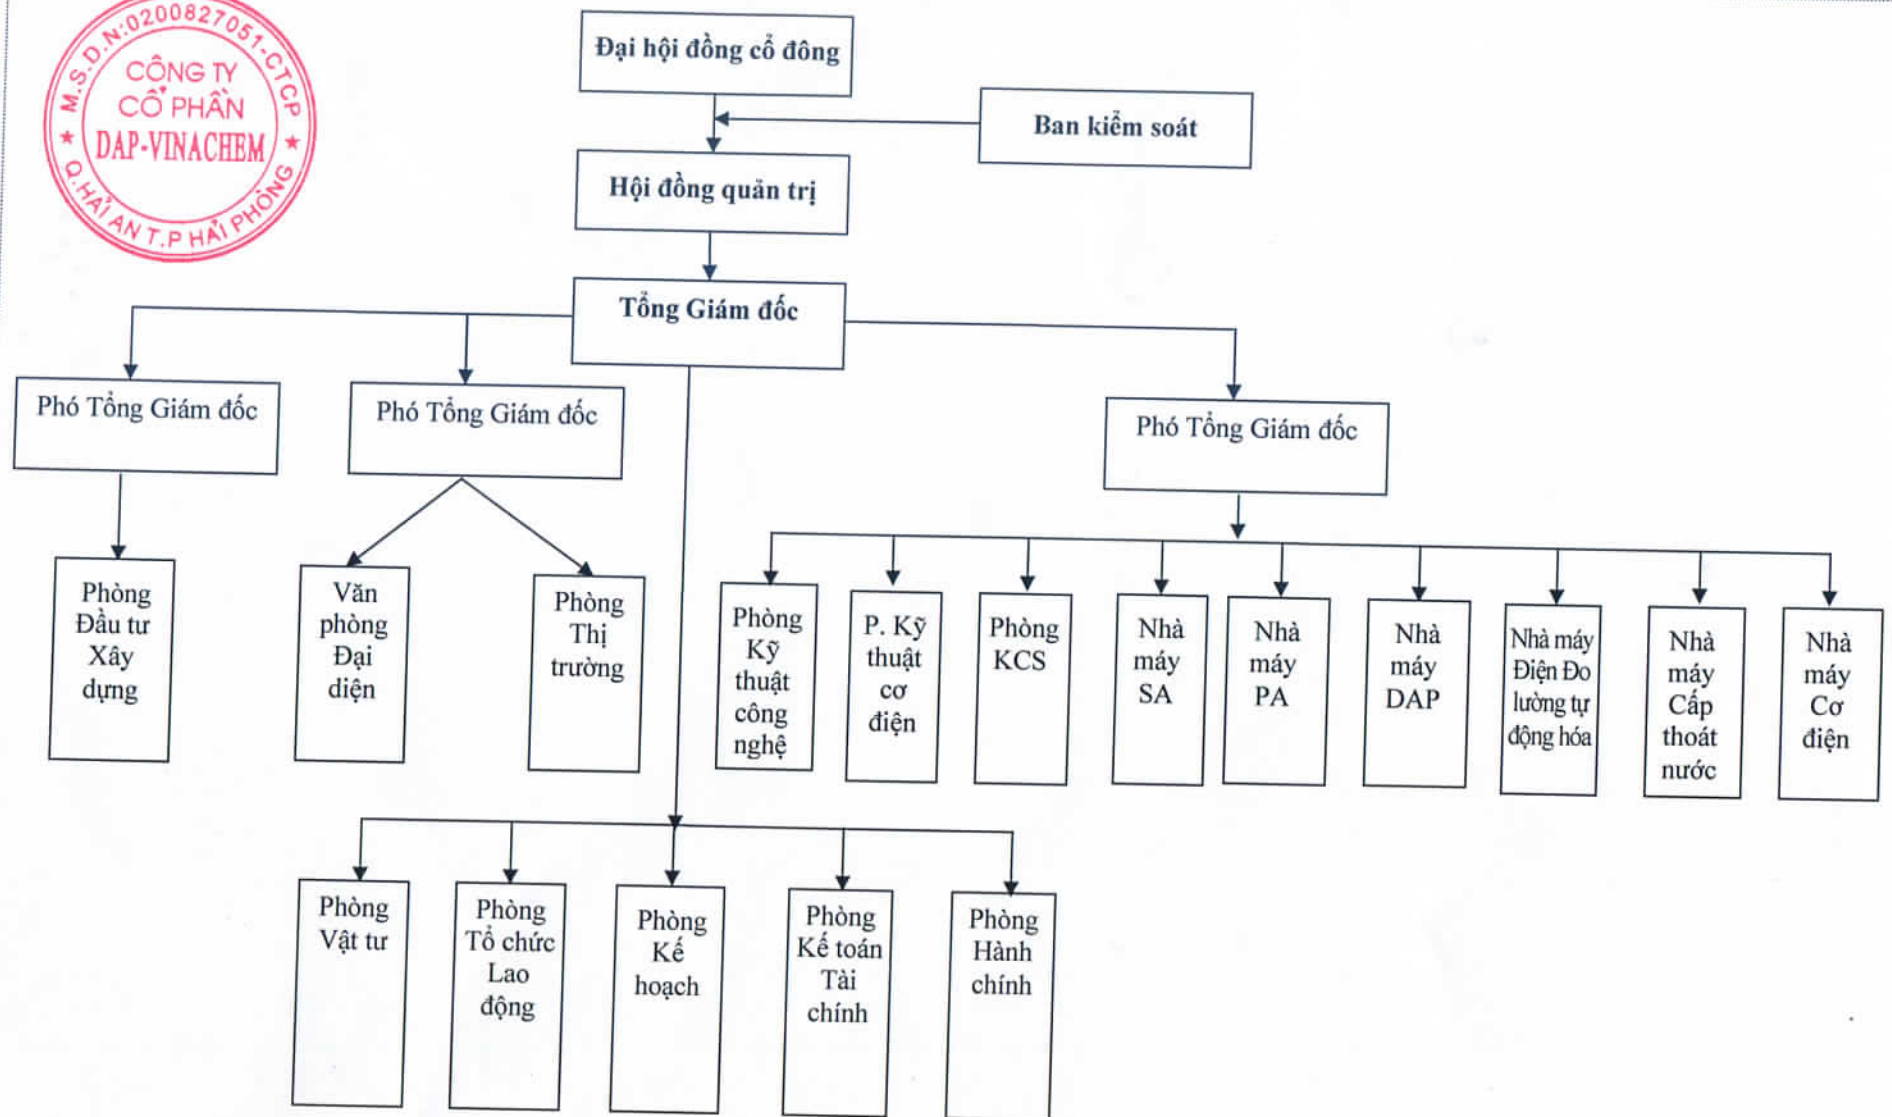 M.S.D.N:0200827051-CTCP
CÔNG TY
CỔ PHẦN
DAP-VINACHEM
Q.HẢI AN T.P HẢI PHÒNG
Đại hội đồng cổ đông
Ban kiểm soát
Hội đồng quản trị
Tổng Giám đốc
Phó Tổng Giám đốc
Phó Tổng Giám đốc
Phó Tổng Giám đốc
Phòng
Đầu tư
Xây
dựng
Văn
phòng
Đại
diện
Phòng
Thị
trường
Phòng
Kỹ
thuật
công
nghệ
P. Kỹ
thuật
cơ
điện
Phòng
KCS
Nhà
máy
SA
Nhà
máy
PA
Nhà
máy
DAP
Nhà máy
Điện Đo
lường tự
động hóa
Nhà
máy
Cấp
thoát
nước
Nhà
máy
Cơ
điện
Phòng
Vật tư
Phòng
Tổ chức
Lao
động
Phòng
Kế
hoạch
Phòng
Kế toán
Tài
chính
Phòng
Hành
chính